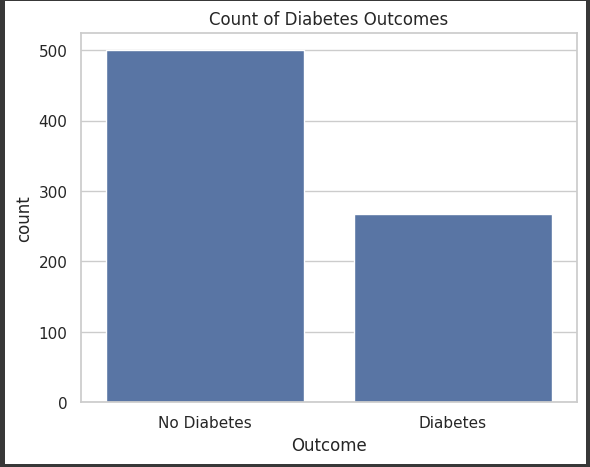 Count of Diabetes Outcomes
500
400
300
200
100
0
count
No Diabetes
Diabetes
Outcome